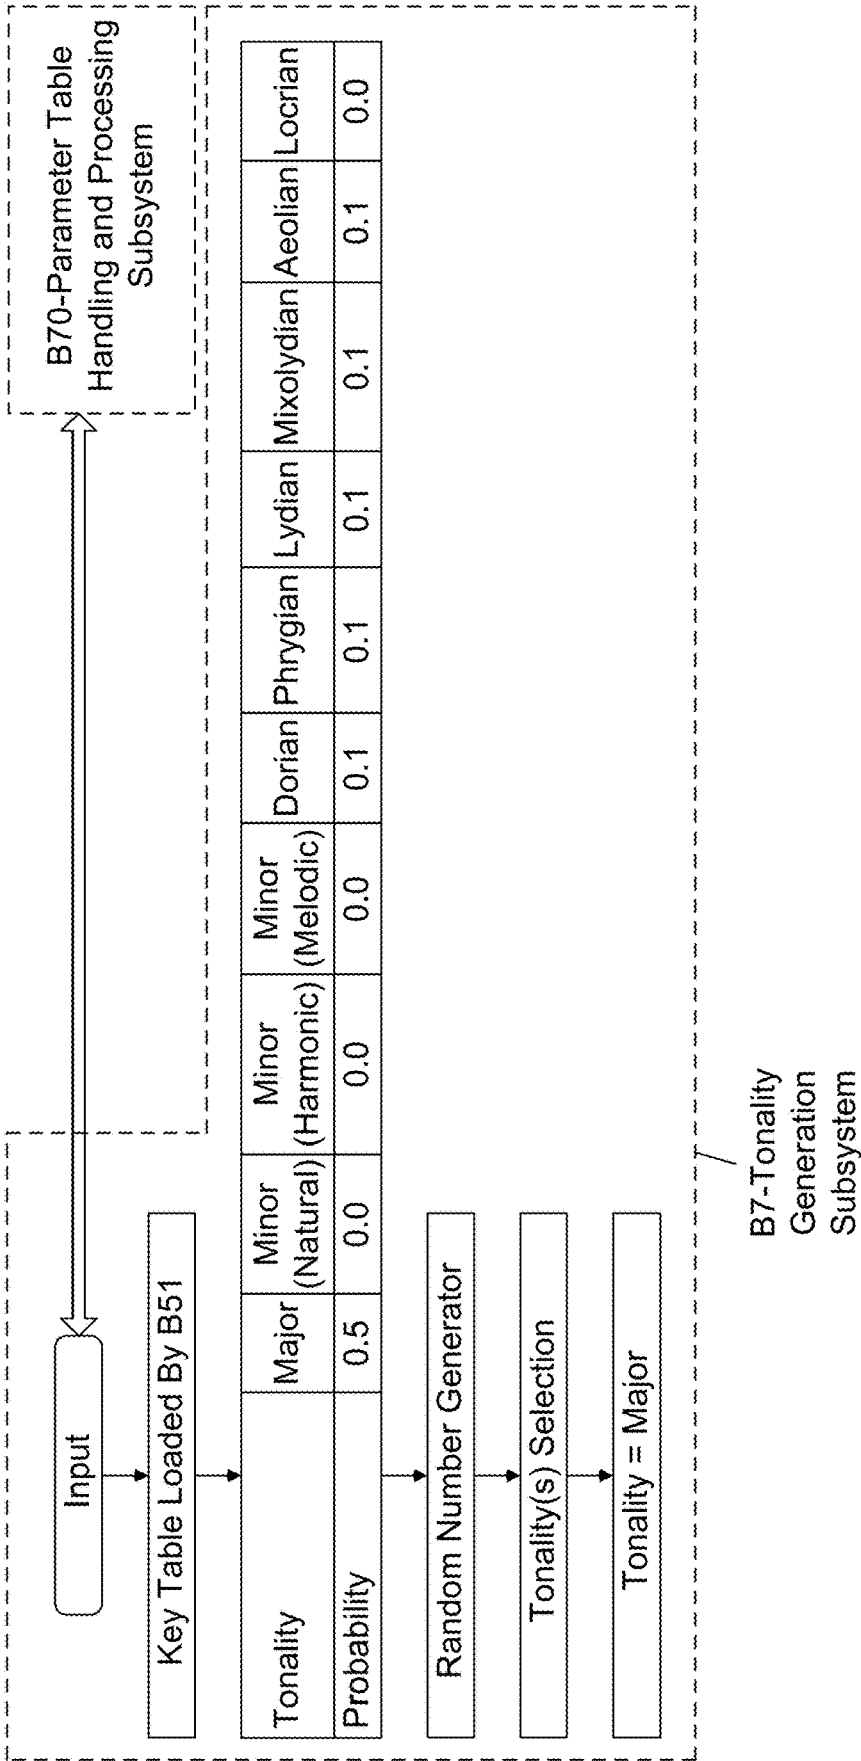 B70-Parameter Table
Handling and Processing
Subsystem
Input
Key Table Loaded By B51
Tonality Major Minor (Natural) Minor (Harmonic) Minor (Melodic) Dorian Phrygian Lydian Mixolydian Aeolian Locrian
Probability 0.5 0.0 0.0 0.0 0.1 0.1 0.1 0.1 0.1 0.0
Random Number Generator
Tonality(s) Selection
Tonality = Major
B7-Tonality
Generation
Subsystem